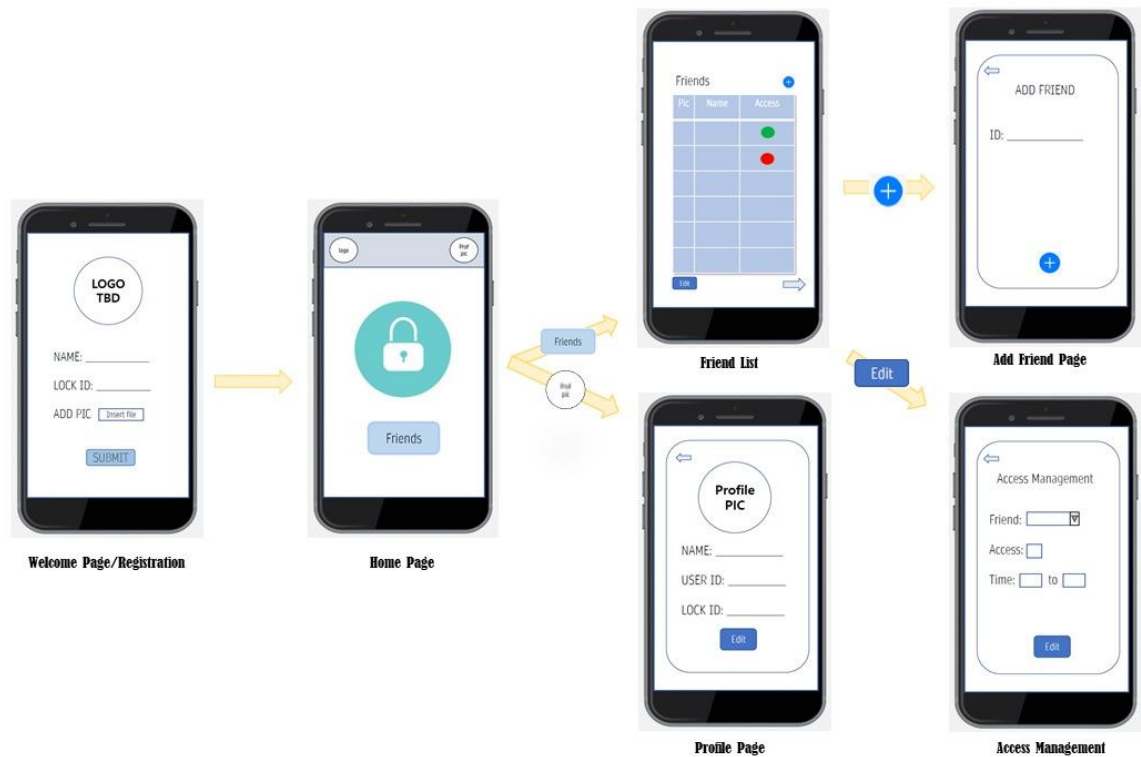 LOGO
TBD
NAME:
LOCK ID:
ADD PIC Insert file
SUBMIT
Welcome Page/Registration
logo
Prof
pic
Friends
Home Page
Friends
Prof
pic
Friends
Pic Name Access
Edit
Friend List
ADD FRIEND
ID:
Add Friend Page
Edit
Profile
PIC
NAME:
USER ID:
LOCK ID:
Edit
Profile Page
Access Management
Friend:
Access:
Time: to
Edit
Access Management